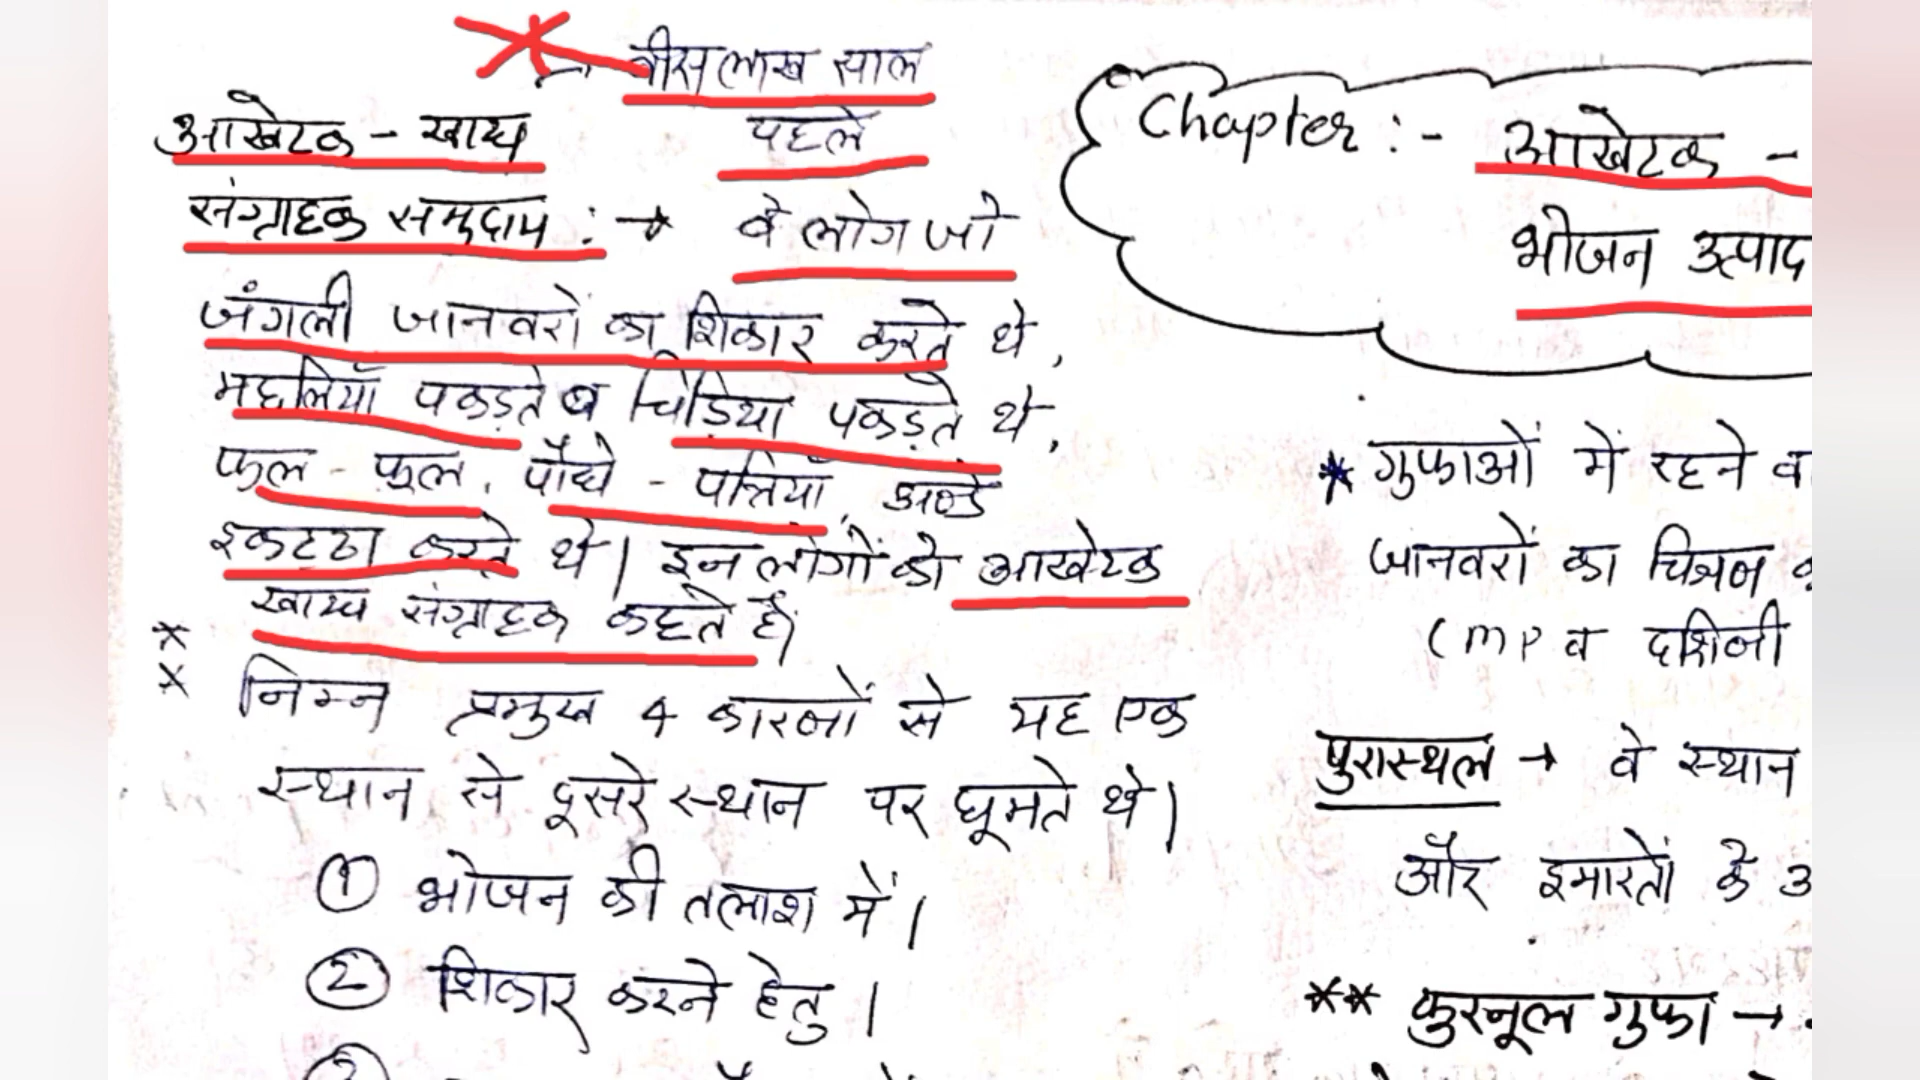 → बीस लाख साल
पहले
आखेटक - खाद्य
संग्राहक समुदाय :→ वे लोग जो
जंगली जानवरों का शिकार करते थे,
मछलियाँ पकड़ते व चिड़िया पकड़ते थे,
फल - फूल, पौधे - पत्तियाँ, अण्डे
इकट्ठा करते थे। इन लोगों को आखेटक
खाद्य संग्राहक कहते हैं।
* * निम्न प्रमुख 4 कारणों से यह एक
स्थान से दूसरे स्थान पर घूमते थे।
① भोजन की तलाश में।
② शिकार करने हेतु।
Chapter :- आखेटक -
भोजन उत्पाद
* गुफाओं में रहने
जानवरों का चित्रण
(MP व दक्षिणी
पुरास्थल → वे स्थान
और इमारतों के
** कुरनूल गुफा →